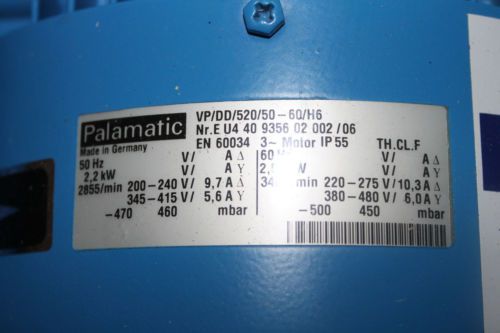 Palamatic
Made in Germany
VP/DD/520/50-60/H6
Nr.E U4 40 9356 02 002 /06
EN 60034 3~ Motor IP 55 TH.CL.F
50 Hz V/ A Δ V/ A Δ
2,2 kW V/ A Y V/ A Y
2855/min 200-240 V/ 9,7 A Δ 220-275 V/ 10,3 A Δ
345-415 V/ 5,6 A Y 380-480 V/ 6,0 A Y
-470 460 mbar -500 450 mbar